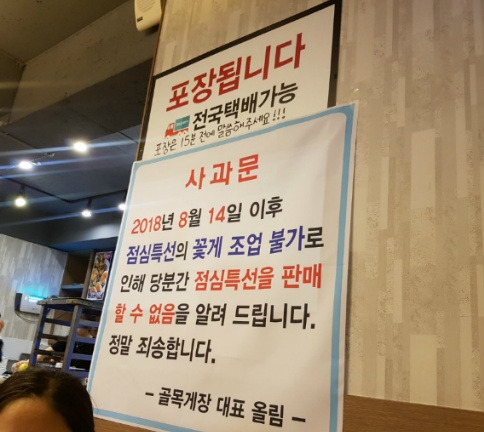 포장됩니다
전국택배가능
포장은 15분 전에 말씀해주세요!!!
사과문
2018년 8월 14일 이후
점심특선의 꽃게 조업 불가로
인해 당분간 점심특선을 판매
할 수 없음을 알려 드립니다.
정말 죄송합니다.
- 골목게장 대표 올림 -